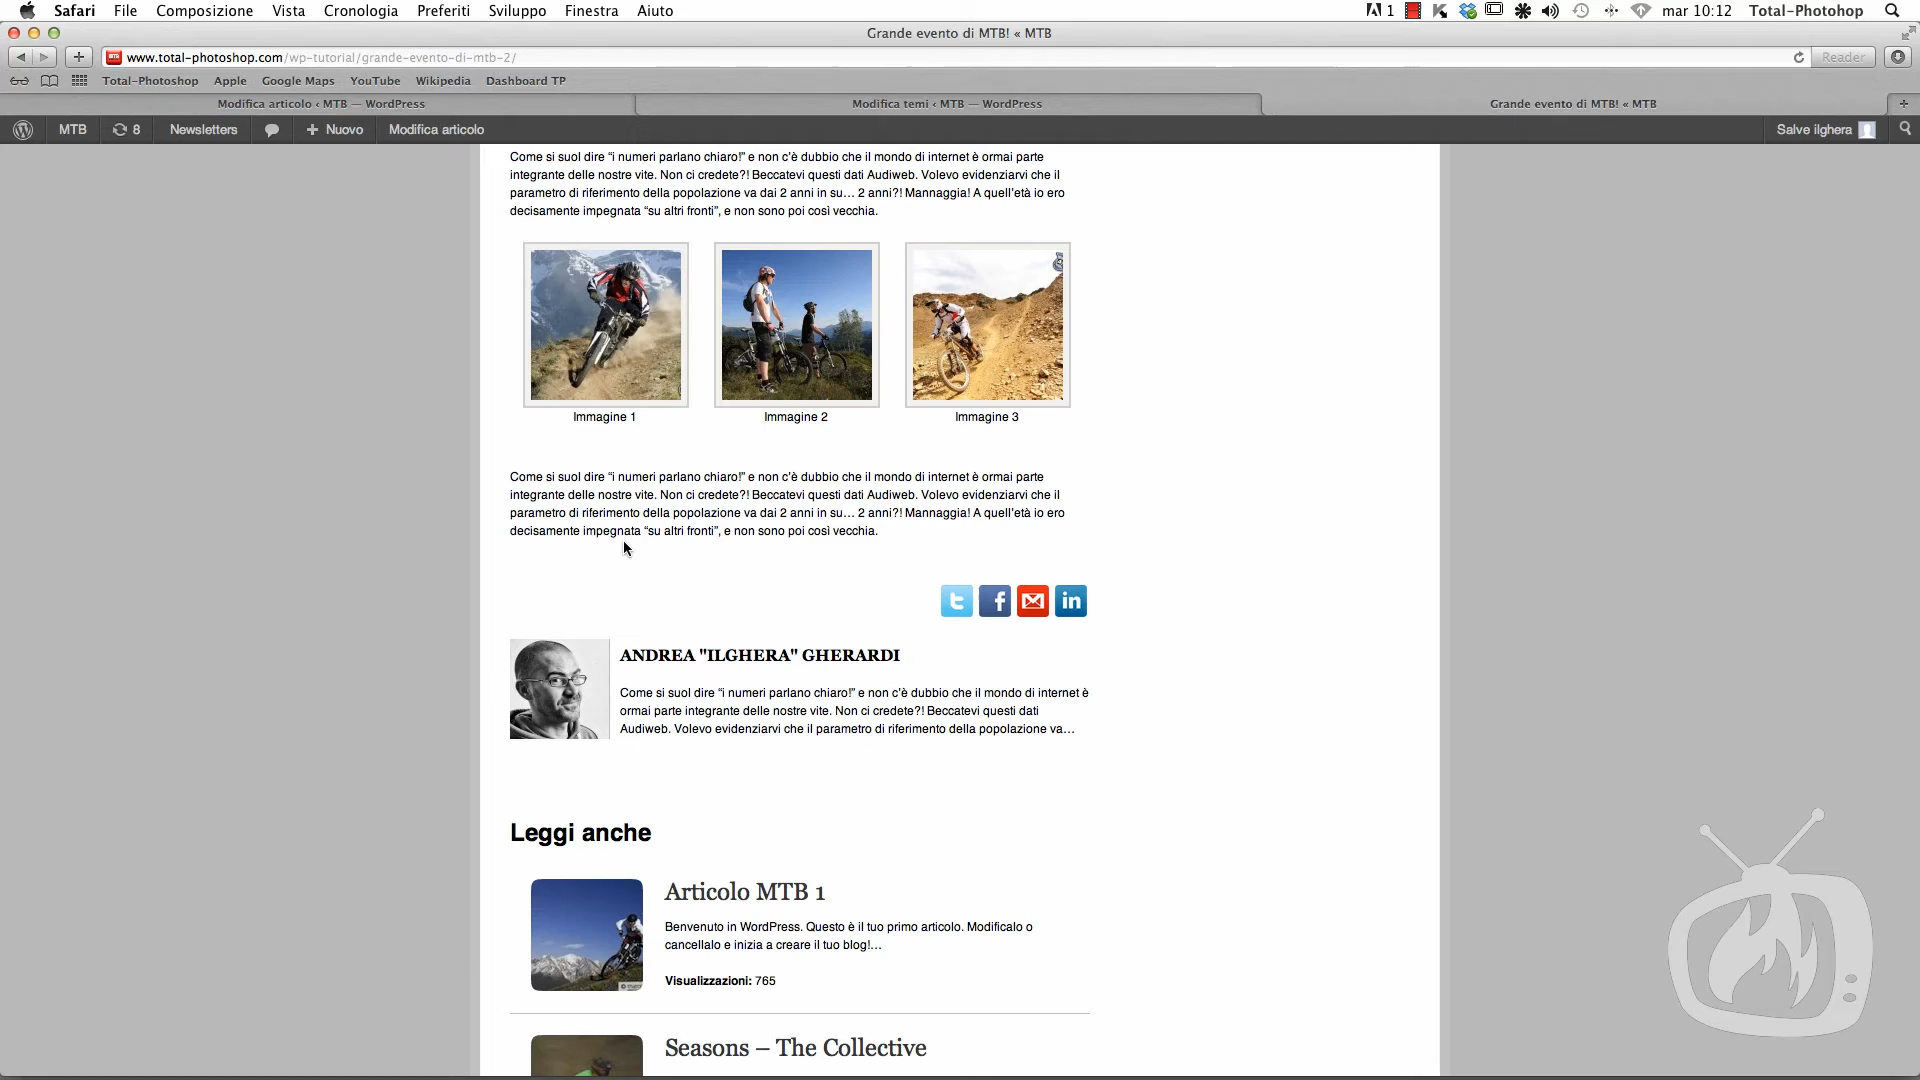 Safari File Composizione Vista Cronologia Preferiti Sviluppo Finestra Aiuto 1 mar 10:12 Total-Photohop
Grande evento di MTB! « MTB
www.total-photoshop.com/wp-tutorial/grande-evento-di-mtb-2/ Reader
Total-Photoshop Apple Google Maps YouTube Wikipedia Dashboard TP
Modifica articolo ‹ MTB — WordPress Modifica temi ‹ MTB — WordPress Grande evento di MTB! « MTB
MTB 8 Newsletters + Nuovo Modifica articolo Salve ilghera
Come si suol dire “i numeri parlano chiaro!” e non c'è dubbio che il mondo di internet è ormai parte
integrante delle nostre vite. Non ci credete?! Beccatevi questi dati Audiweb. Volevo evidenziarvi che il
parametro di riferimento della popolazione va dai 2 anni in su… 2 anni?! Mannaggia! A quell'età io ero
decisamente impegnata “su altri fronti”, e non sono poi così vecchia.
Immagine 1 Immagine 2 Immagine 3
Come si suol dire “i numeri parlano chiaro!” e non c'è dubbio che il mondo di internet è ormai parte
integrante delle nostre vite. Non ci credete?! Beccatevi questi dati Audiweb. Volevo evidenziarvi che il
parametro di riferimento della popolazione va dai 2 anni in su… 2 anni?! Mannaggia! A quell'età io ero
decisamente impegnata “su altri fronti”, e non sono poi così vecchia.
t f in
ANDREA "ILGHERA" GHERARDI
Come si suol dire “i numeri parlano chiaro!” e non c'è dubbio che il mondo di internet è
ormai parte integrante delle nostre vite. Non ci credete?! Beccatevi questi dati
Audiweb. Volevo evidenziarvi che il parametro di riferimento della popolazione va…
Leggi anche
Articolo MTB 1
Benvenuto in WordPress. Questo è il tuo primo articolo. Modificalo o
cancellalo e inizia a creare il tuo blog!…
Visualizzazioni: 765
Seasons – The Collective